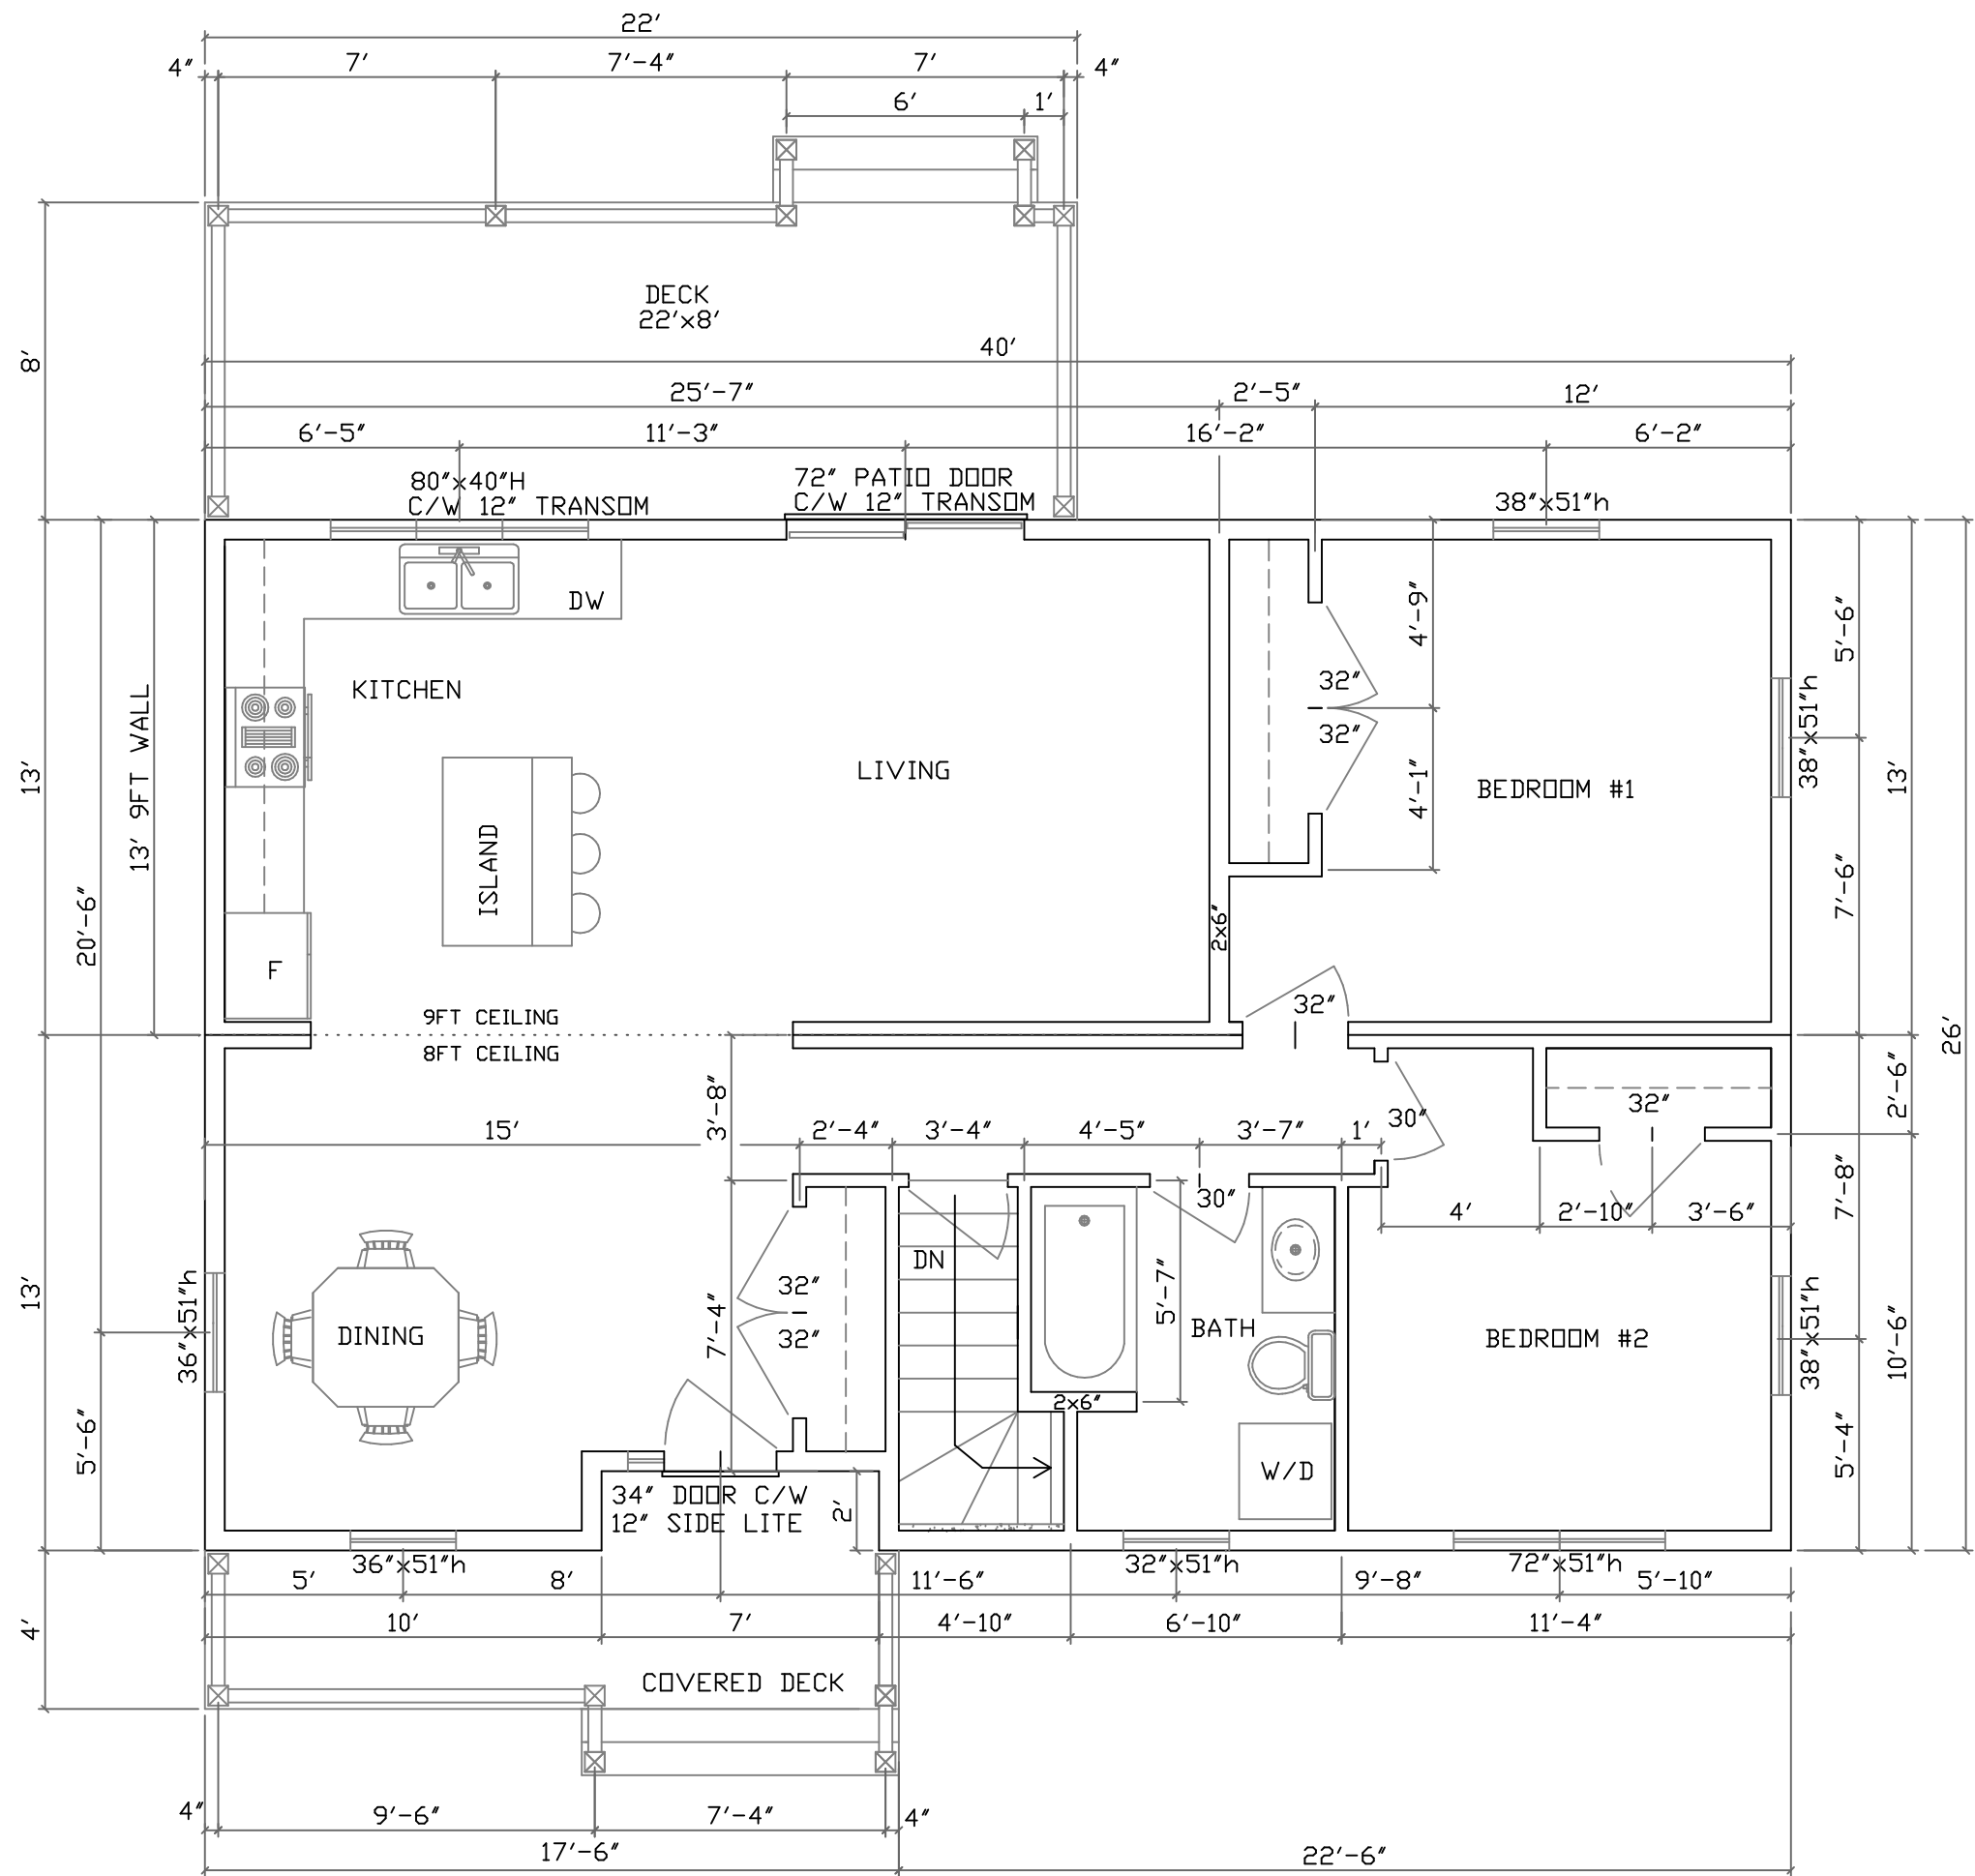 22'
4" 7' 7'-4" 7' 4"
6' 1'
DECK
22'x8'
40'
8'
25'-7" 2'-5" 12'
6'-5" 11'-3" 16'-2" 6'-2"
80"x40"H
C/W 12" TRANSOM
72" PATIO DOOR
C/W 12" TRANSOM
38"x51"h
DW
4'-9"
5'-6"
KITCHEN
32"
32"
38"x51"h
13'
13' 9FT WALL
13'
LIVING
BEDROOM #1
4'-1"
ISLAND
20'-6"
2x6"
7'-6"
F
32"
9FT CEILING
8FT CEILING
26'
3'-8"
2'-6"
32"
30"
15' 2'-4" 3'-4" 4'-5" 3'-7" 1'
30"
7'-8"
4' 2'-10" 3'-6"
DN
32"
32"
5'-7"
13'
36"x51"h
DINING
7'-4"
BATH
BEDROOM #2
38"x51"h
10'-6"
2x6"
5'-6"
5'-4"
W/D
34" DOOR C/W
12" SIDE LITE
2'
36"x51"h
32"x51"h
72"x51"h
5' 8' 11'-6" 9'-8" 5'-10"
10' 7' 4'-10" 6'-10" 11'-4"
4'
COVERED DECK
4" 9'-6" 7'-4" 4"
17'-6" 22'-6"